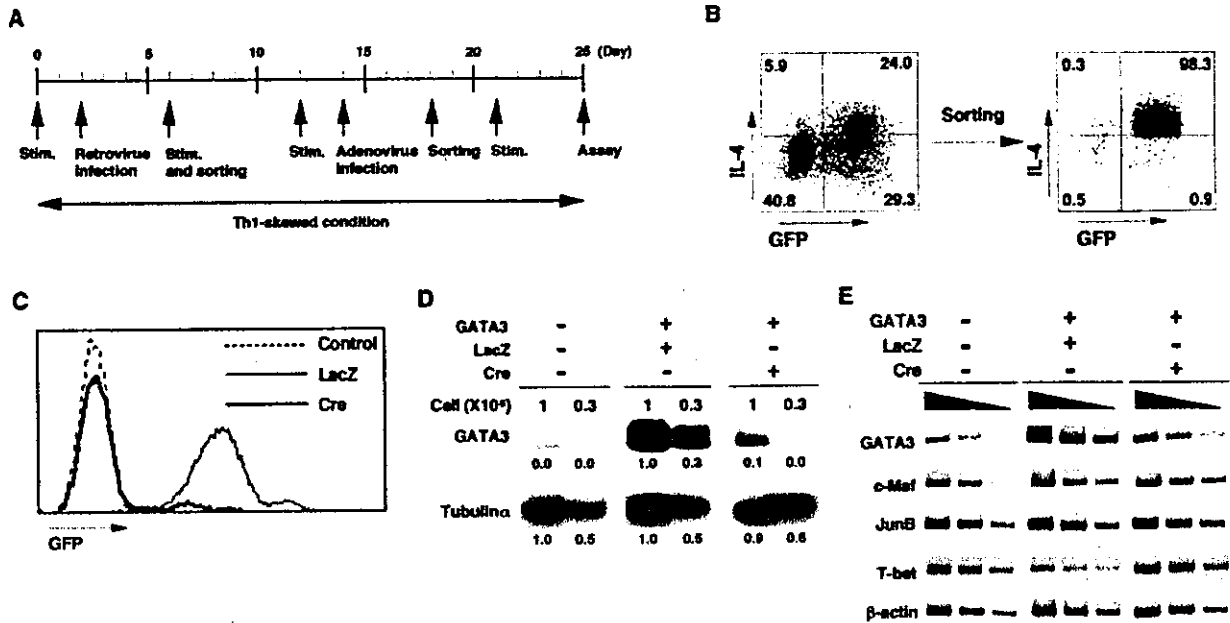 A
0 5 10 15 20 25 (Day)
Stim. Retrovirus infection Stim. and sorting Stim. Adenovirus infection Sorting Stim. Assay
Th1-skewed condition
B
5.9 24.0
40.8 29.3
IL-4
GFP
Sorting
0.3 98.3
0.5 0.9
IL-4
GFP
C
Control
LacZ
Cre
GFP
D
GATA3 - + +
LacZ - + -
Cre - - +
1 0.3 1 0.3 1 0.3
GATA3
0.0 0.0 1.0 0.3 0.1 0.0
Tubulinα
1.0 0.5 1.0 0.5 0.9 0.6
E
GATA3 - + +
LacZ - + -
Cre - - +
GATA3
c-Maf
JunB
T-bet
β-actin